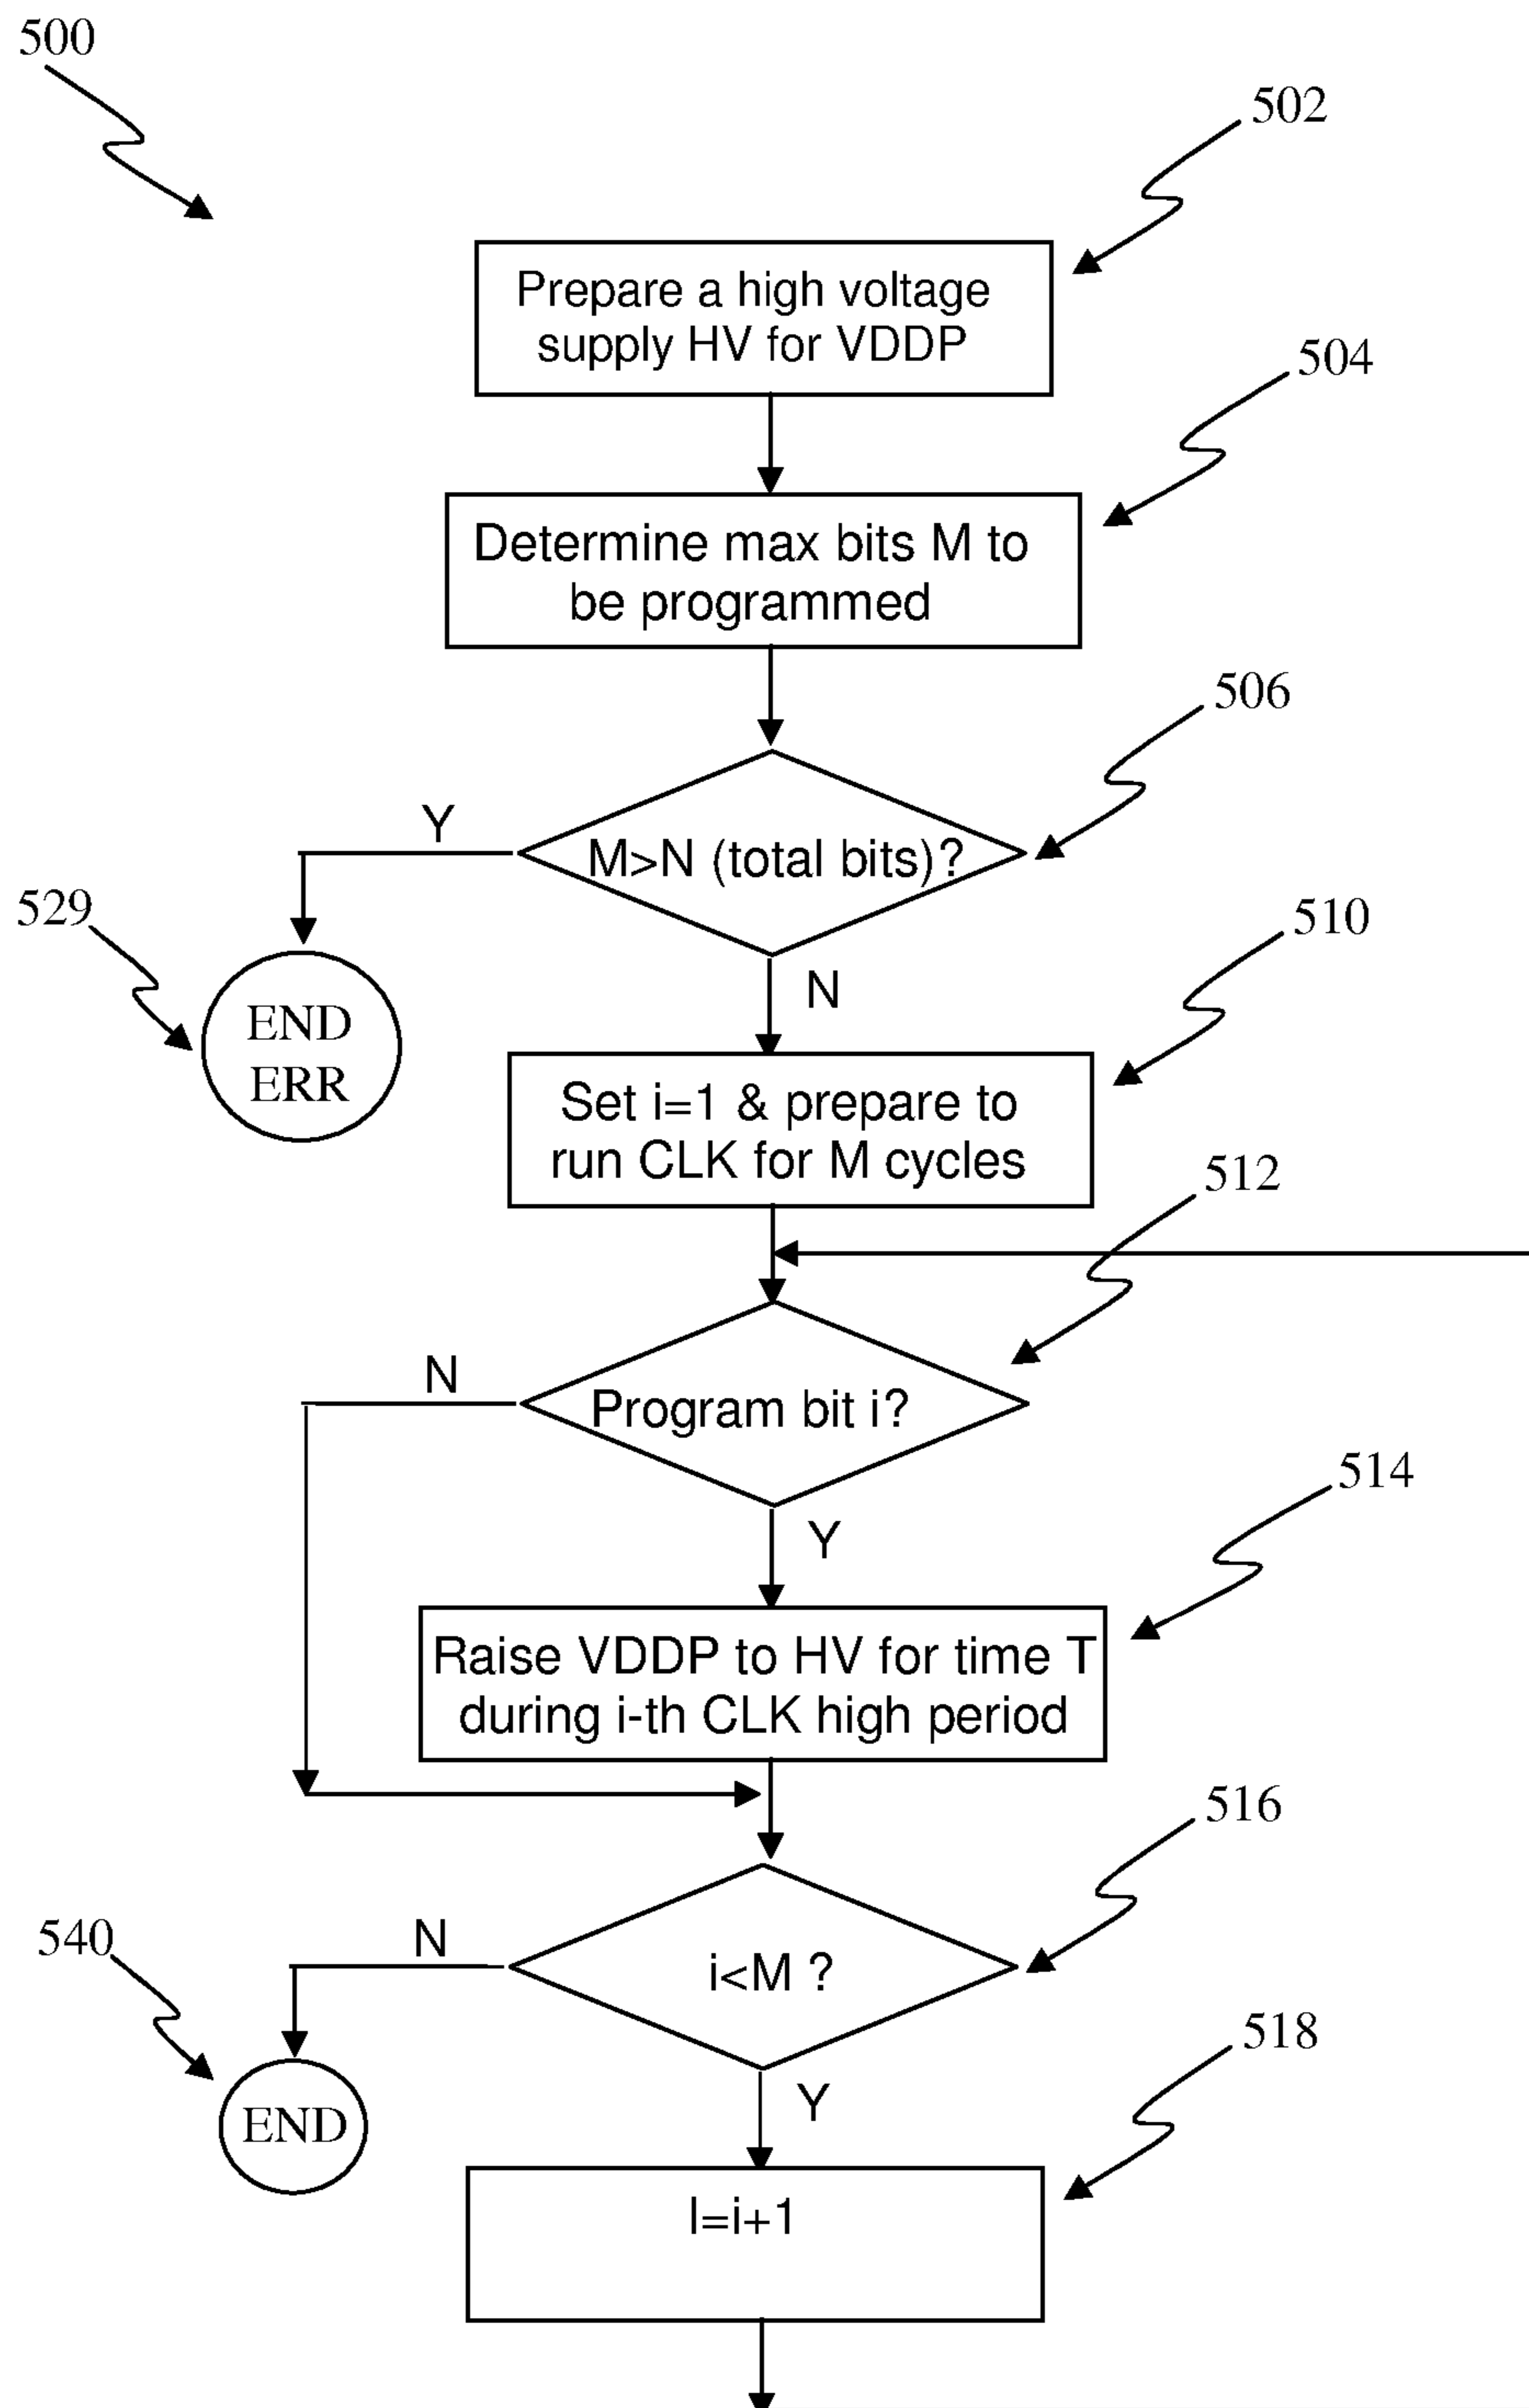 500
502
Prepare a high voltage
supply HV for VDDP
504
Determine max bits M to
be programmed
506
Y
M>N (total bits)?
529
510
END
ERR
N
Set i=1 & prepare to
run CLK for M cycles
512
N
Program bit i?
514
Y
Raise VDDP to HV for time T
during i-th CLK high period
516
540
N
i<M ?
518
END
Y
I=i+1